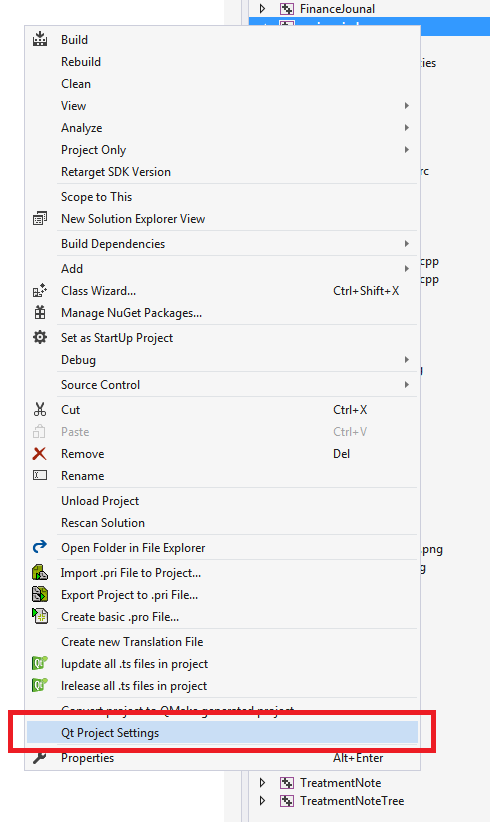 FinanceJounal
Build
Rebuild
ies
Clean
View
Analyze
Project Only
Retarget SDK Version
rc
Scope to This
New Solution Explorer View
Build Dependencies
Add
cpp
cpp
Class Wizard... Ctrl+Shift+X
Manage NuGet Packages...
Set as StartUp Project
Debug
Source Control
Cut Ctrl+X
Paste Ctrl+V
Remove Del
Rename
Unload Project
Rescan Solution
Open Folder in File Explorer
.png
Import .pri File to Project...
g
Export Project to .pri File...
Create basic .pro File...
Create new Translation File
lupdate all .ts files in project
lrelease all .ts files in project
Convert project to QMake generated project
Qt Project Settings
Properties Alt+Enter
TreatmentNote
TreatmentNoteTree